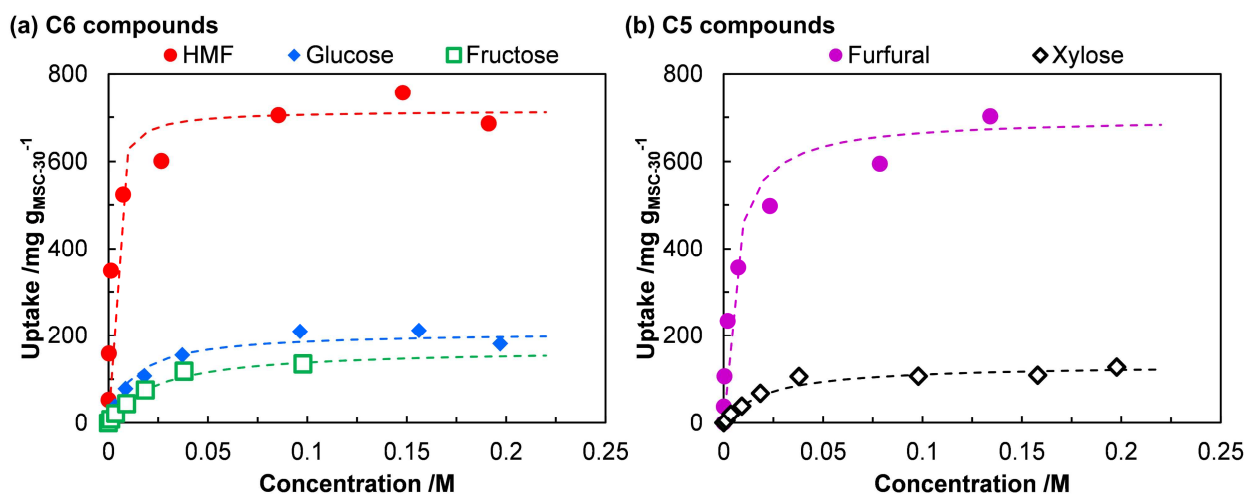 (a) C6 compounds
HMF Glucose Fructose
800
600
400
200
0
Uptake /mg g_MSC-30^-1
0 0.05 0.1 0.15 0.2 0.25
Concentration /M
(b) C5 compounds
Furfural Xylose
800
600
400
200
0
Uptake /mg g_MSC-30^-1
0 0.05 0.1 0.15 0.2 0.25
Concentration /M